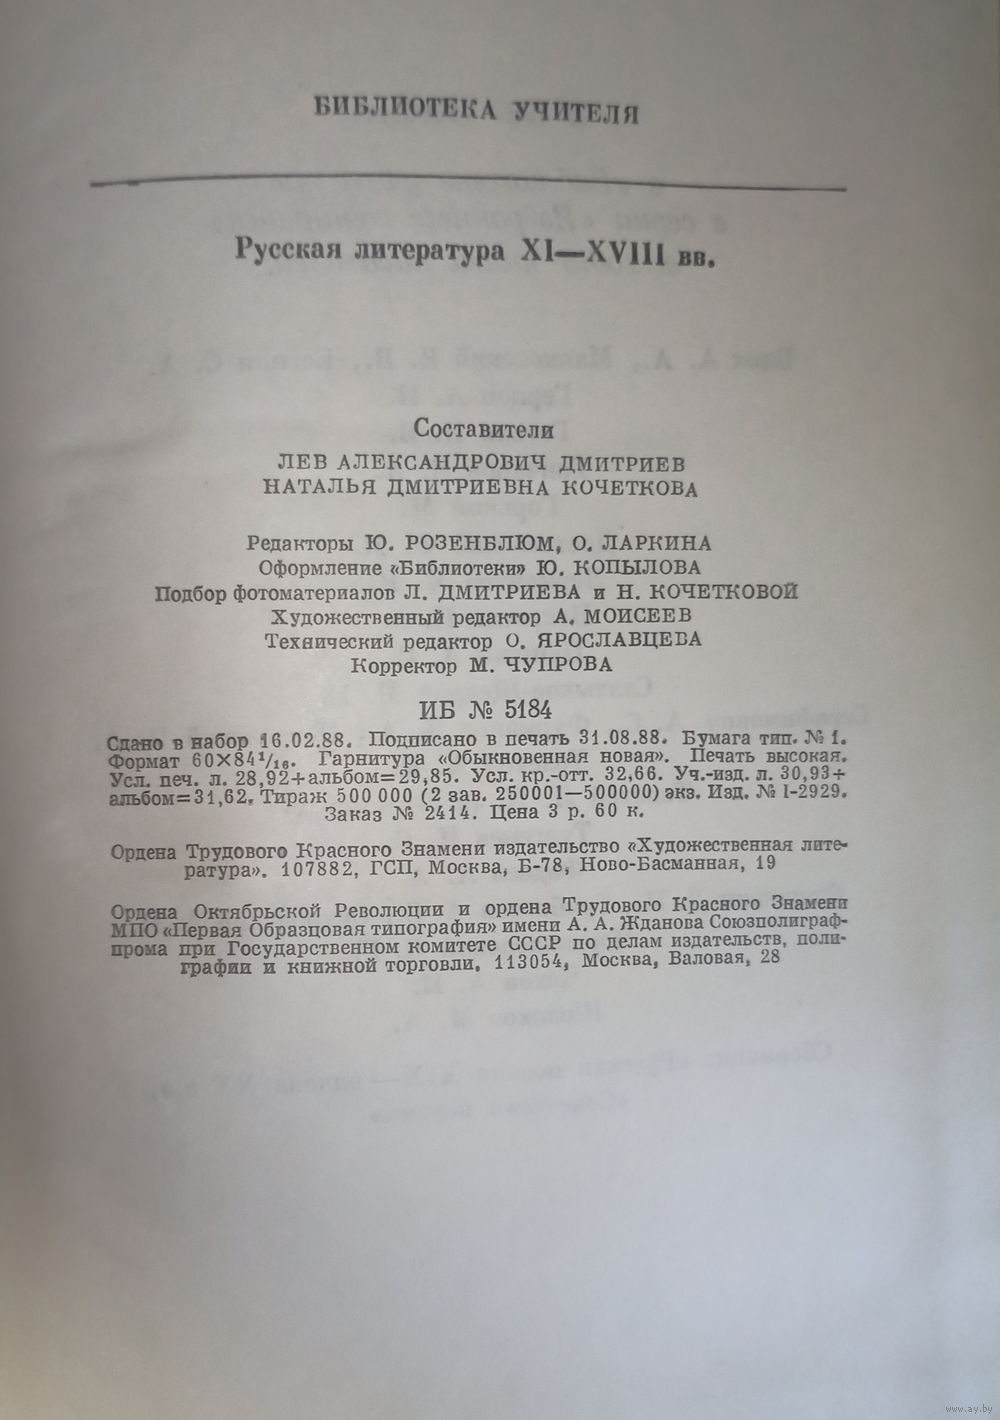 БИБЛИОТЕКА УЧИТЕЛЯ
Русская литература XI—XVIII вв.
Составители
ЛЕВ АЛЕКСАНДРОВИЧ ДМИТРИЕВ
НАТАЛЬЯ ДМИТРИЕВНА КОЧЕТКОВА
Редакторы Ю. РОЗЕНБЛЮМ, О. ЛАРКИНА
Оформление «Библиотеки» Ю. КОПЫЛОВА
Подбор фотоматериалов Л. ДМИТРИЕВА и Н. КОЧЕТКОВОЙ
Художественный редактор А. МОИСЕЕВ
Технический редактор О. ЯРОСЛАВЦЕВА
Корректор М. ЧУПРОВА
ИБ № 5184
Сдано в набор 16.02.88. Подписано в печать 31.08.88. Бумага тип. № 1.
Формат 60×84¹/₁₆. Гарнитура «Обыкновенная новая». Печать высокая.
Усл. печ. л. 28,92+альбом=29,85. Усл. кр.-отт. 32,66. Уч.-изд. л. 30,93+
альбом=31,62. Тираж 500 000 (2 зав. 250001—500000) экз. Изд. № I-2929.
Заказ № 2414. Цена 3 р. 60 к.
Ордена Трудового Красного Знамени издательство «Художественная лите-
ратура». 107882, ГСП, Москва, Б-78, Ново-Басманная, 19
Ордена Октябрьской Революции и ордена Трудового Красного Знамени
МПО «Первая Образцовая типография» имени А. А. Жданова Союзполиграф-
прома при Государственном комитете СССР по делам издательств, поли-
графии и книжной торговли. 113054, Москва, Валовая, 28
www.ay.by